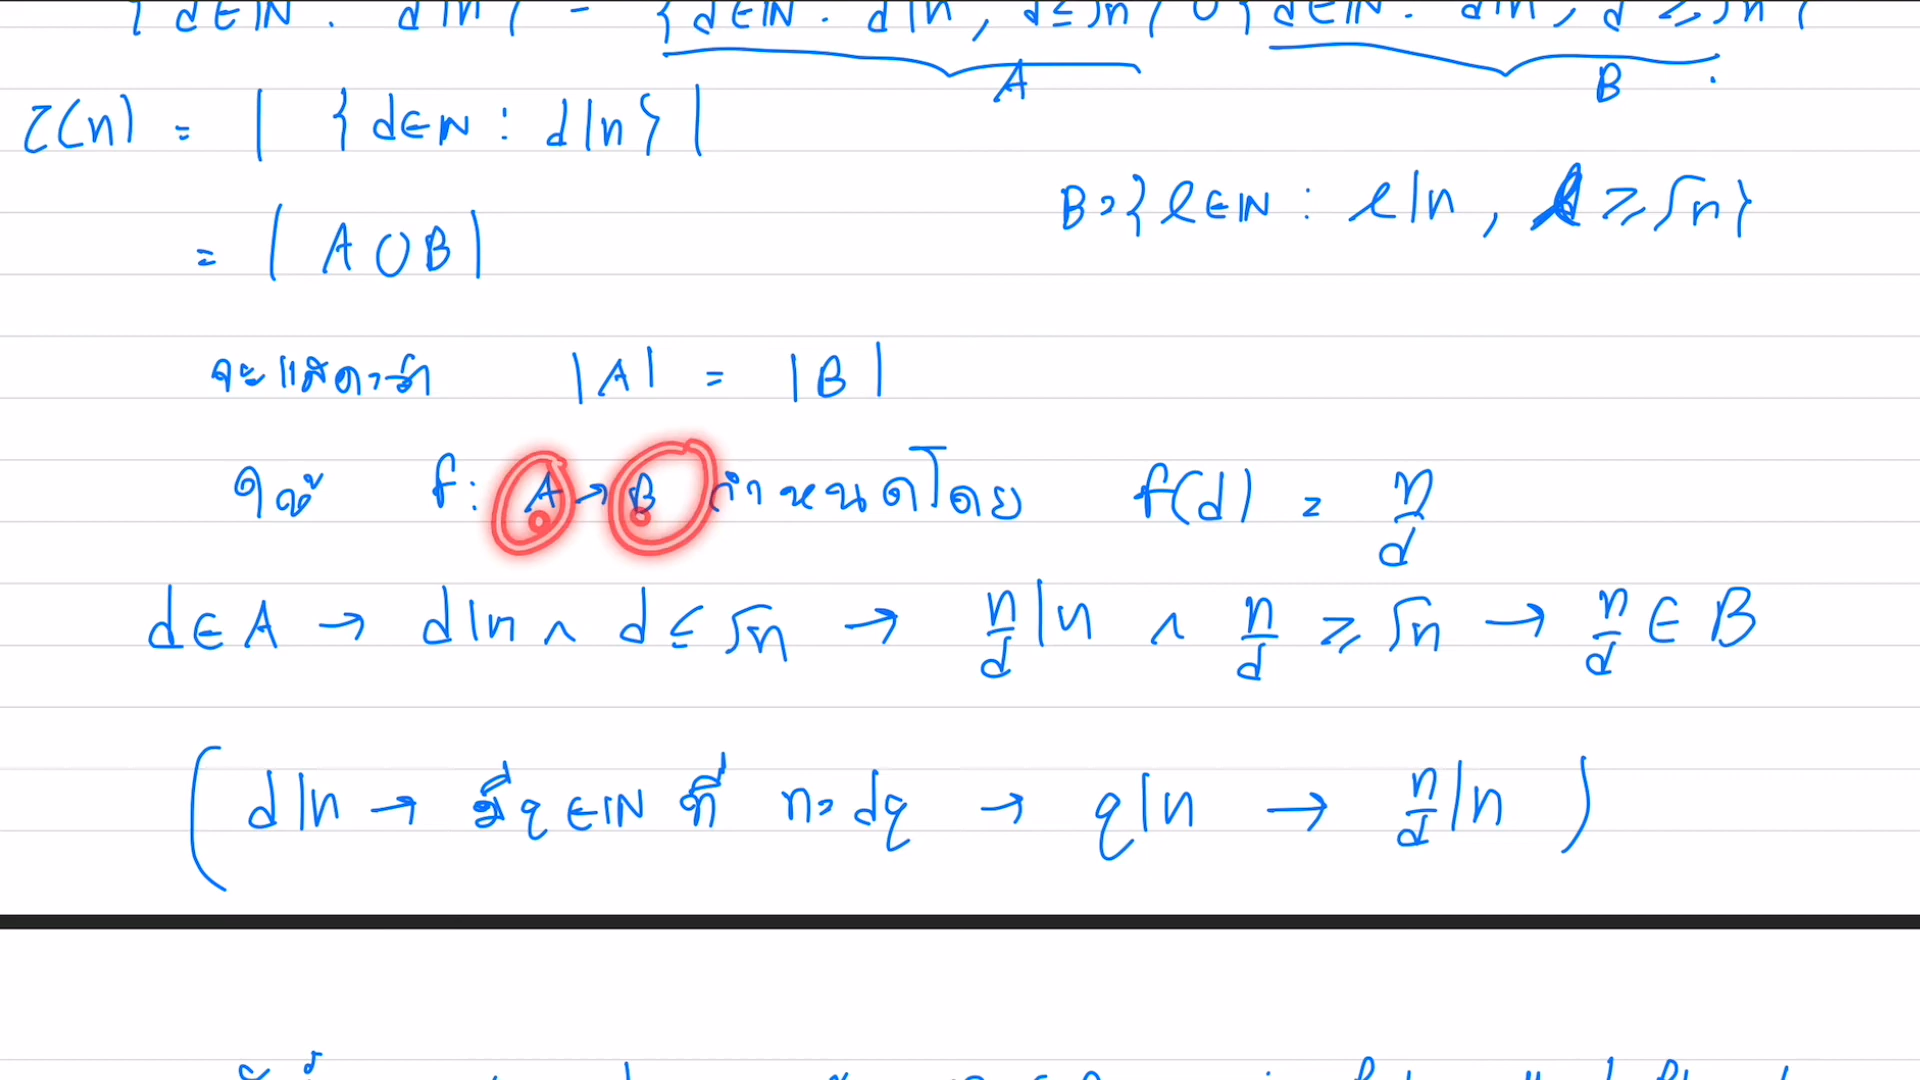 {d∈ℕ : d|n} = {d∈ℕ : d|n, d≤√n} ∪ {d∈ℕ : d|n, d≥√n}
A B
τ(n) = | {d∈ℕ : d|n} |
B = {l∈ℕ : l|n, l ≥ √n}
= | A∪B |
จะแสดงว่า |A| = |B|
ให้ f: A→B กำหนดโดย f(d) = n/d
d∈A → d|n ∧ d≤√n → n/d | n ∧ n/d ≥ √n → n/d ∈ B
( d|n → มี q∈ℕ ที่ n=dq → q|n → n/d | n )